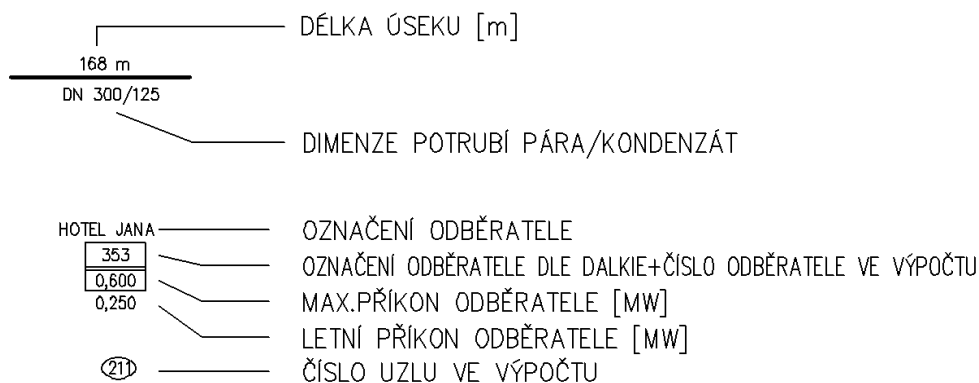 DÉLKA ÚSEKU [m]
168 m
DN 300/125
DIMENZE POTRUBÍ PÁRA/KONDENZÁT
HOTEL JANA OZNAČENÍ ODBĚRATELE
353 OZNAČENÍ ODBĚRATELE DLE DALKIE+ČÍSLO ODBĚRATELE VE VÝPOČTU
0,600 MAX.PŘÍKON ODBĚRATELE [MW]
0,250 LETNÍ PŘÍKON ODBĚRATELE [MW]
211 ČÍSLO UZLU VE VÝPOČTU